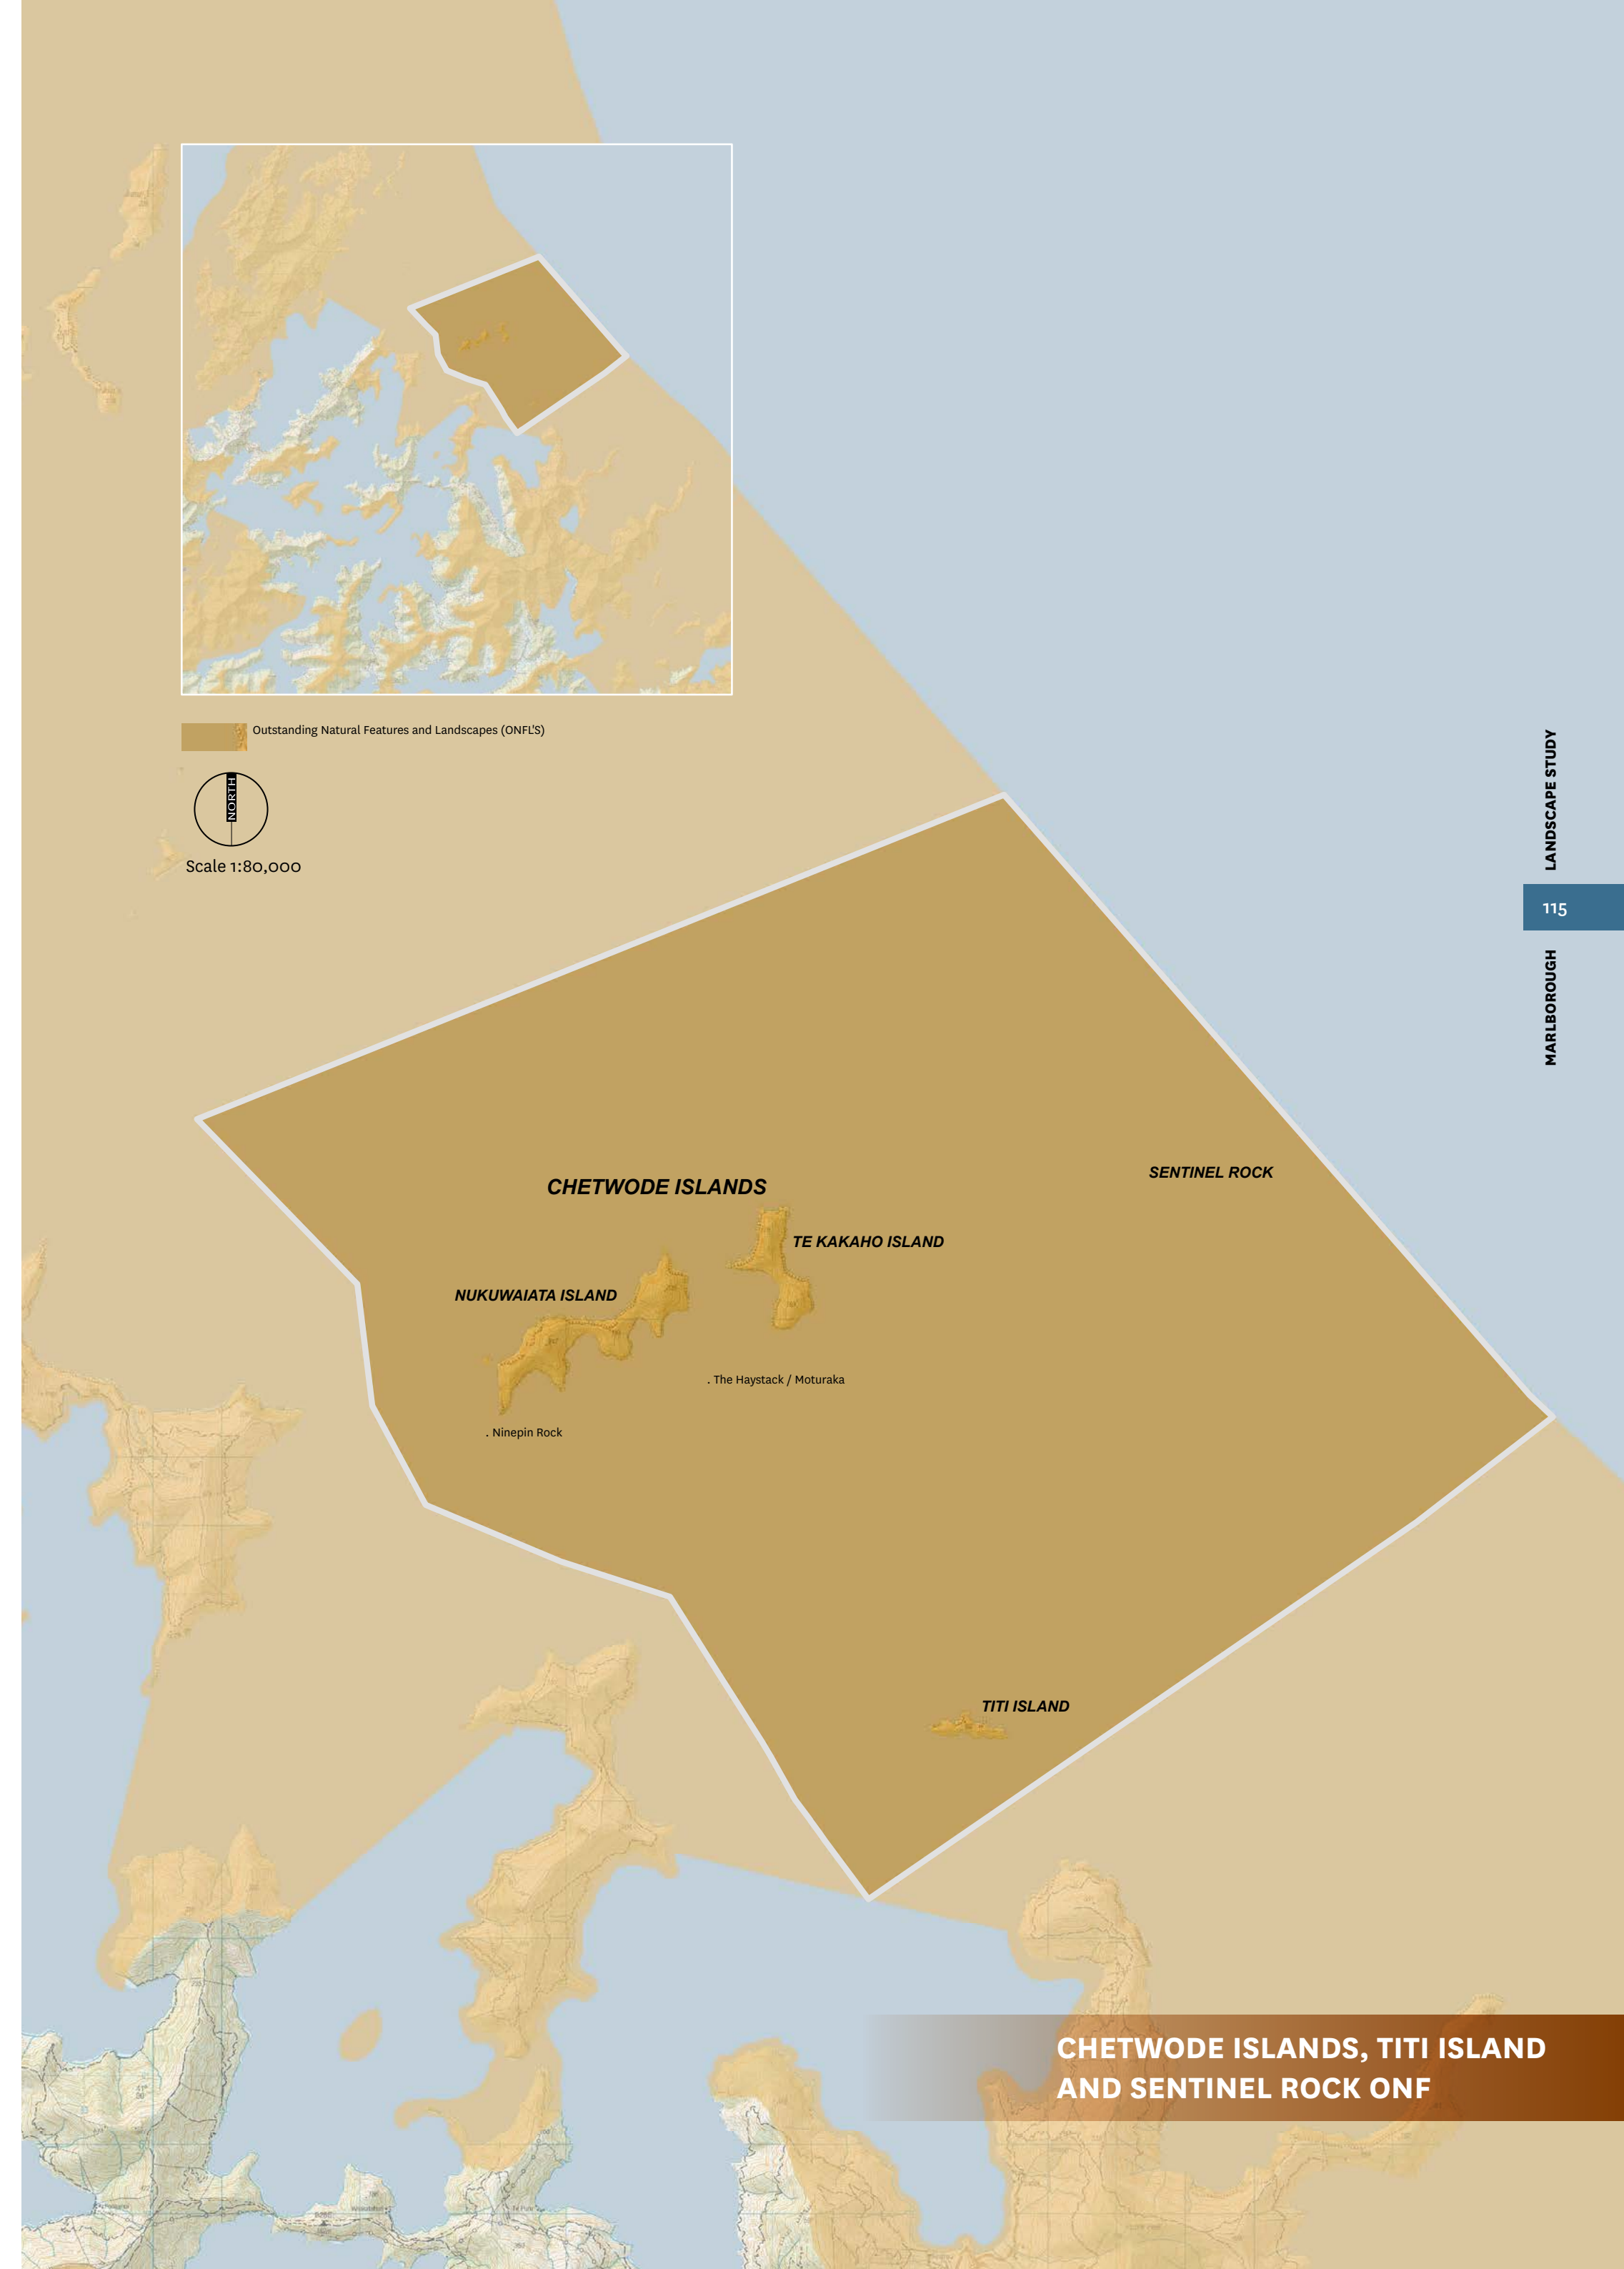 Outstanding Natural Features and Landscapes (ONFL'S)
NORTH
Scale 1:80,000
LANDSCAPE STUDY
115
MARLBOROUGH
CHETWODE ISLANDS
SENTINEL ROCK
TE KAKAHO ISLAND
NUKUWAIATA ISLAND
. The Haystack / Moturaka
. Ninepin Rock
TITI ISLAND
CHETWODE ISLANDS, TITI ISLAND
AND SENTINEL ROCK ONF